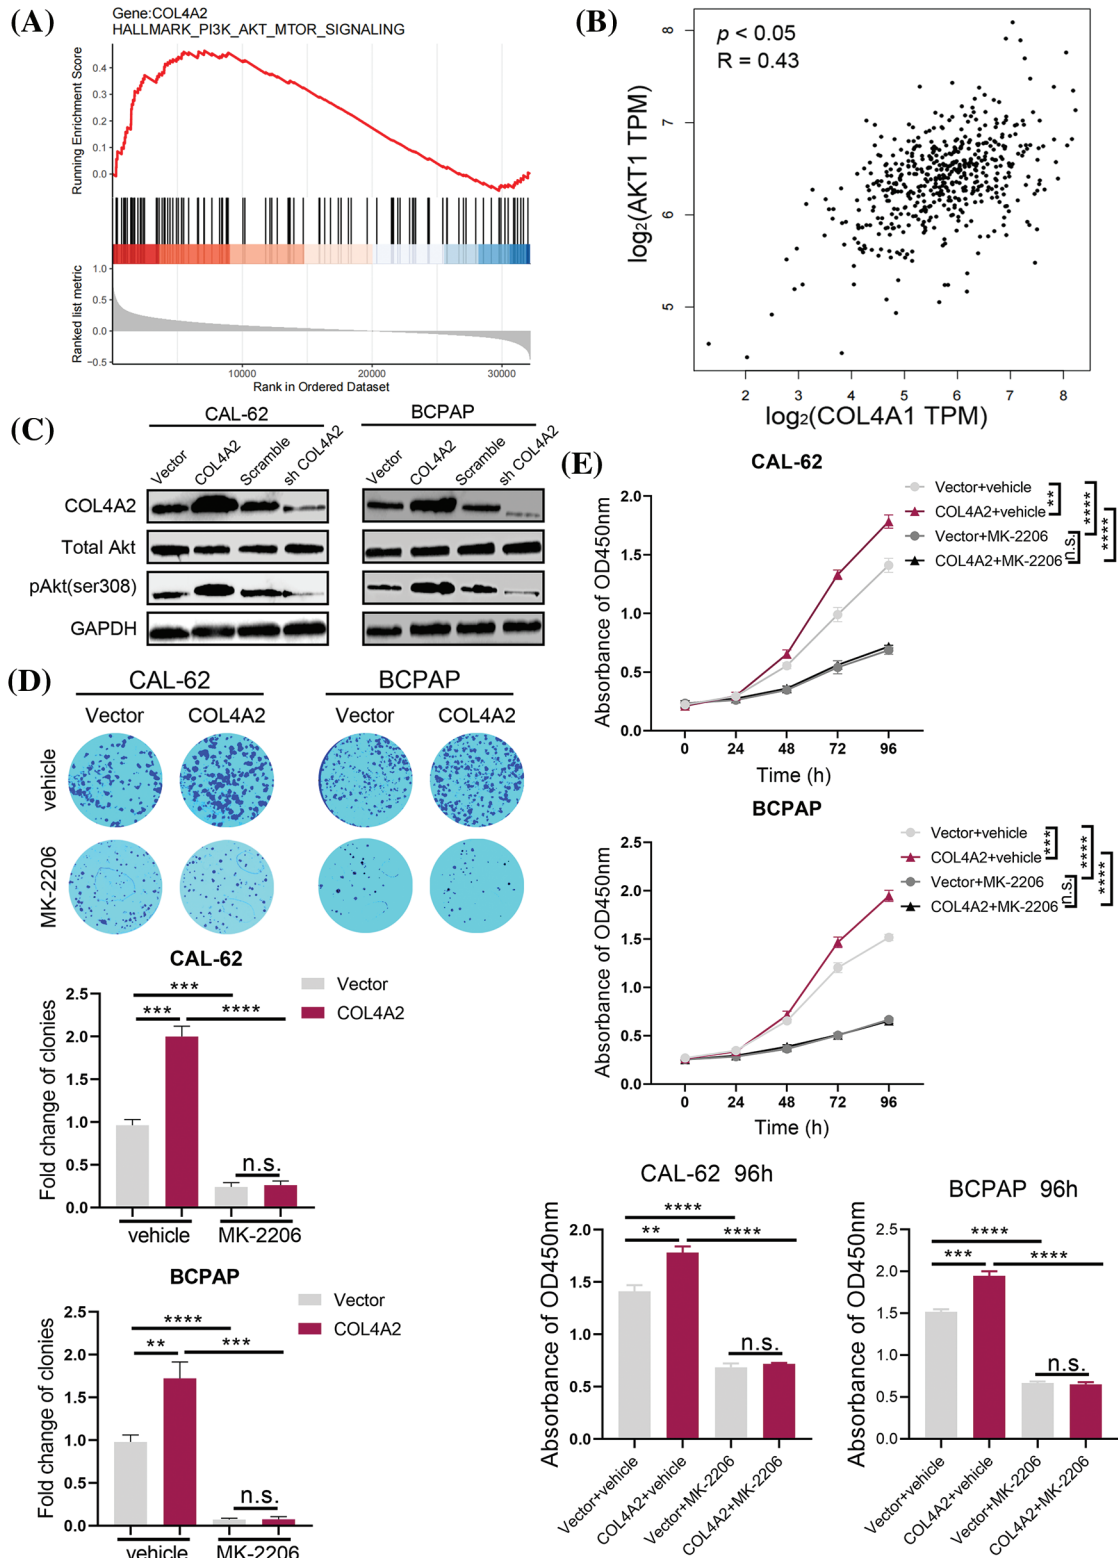 (A)
Gene:COL4A2
HALLMARK_PI3K_AKT_MTOR_SIGNALING
Running Enrichment Score
0.4
0.3
0.2
0.1
0.0
Ranked list metric
1.0
0.5
0.0
−0.5
10000 20000 30000
Rank in Ordered Dataset
(B)
p < 0.05
R = 0.43
log2(AKT1 TPM)
8
7
6
5
2 3 4 5 6 7 8
log2(COL4A1 TPM)
(C)
CAL-62 BCPAP
Vector COL4A2 Scramble sh COL4A2 Vector COL4A2 Scramble sh COL4A2
COL4A2
Total Akt
pAkt(ser308)
GAPDH
(D)
CAL-62 BCPAP
Vector COL4A2 Vector COL4A2
vehicle
MK-2206
CAL-62
Fold change of clonies
2.5
2.0
1.5
1.0
0.5
0.0
Vector
COL4A2
***
*** ****
n.s.
vehicle MK-2206
BCPAP
Fold change of clonies
2.5
2.0
1.5
1.0
0.5
0.0
Vector
COL4A2
****
** ***
n.s.
vehicle MK-2206
(E)
CAL-62
Absorbance of OD450nm
2.0
1.5
1.0
0.5
0.0
0 24 48 72 96
Time (h)
Vector+vehicle
COL4A2+vehicle
Vector+MK-2206
COL4A2+MK-2206
**
n.s.
****
****
BCPAP
Absorbance of OD450nm
2.5
2.0
1.5
1.0
0.5
0.0
0 24 48 72 96
Time (h)
Vector+vehicle
COL4A2+vehicle
Vector+MK-2206
COL4A2+MK-2206
***
n.s.
****
****
CAL-62 96h
Absorbance of OD450nm
2.0
1.5
1.0
0.5
0.0
****
** ****
n.s.
Vector+vehicle
COL4A2+vehicle
Vector+MK-2206
COL4A2+MK-2206
BCPAP 96h
Absorbance of OD450nm
2.5
2.0
1.5
1.0
0.5
0.0
****
*** ****
n.s.
Vector+vehicle
COL4A2+vehicle
Vector+MK-2206
COL4A2+MK-2206